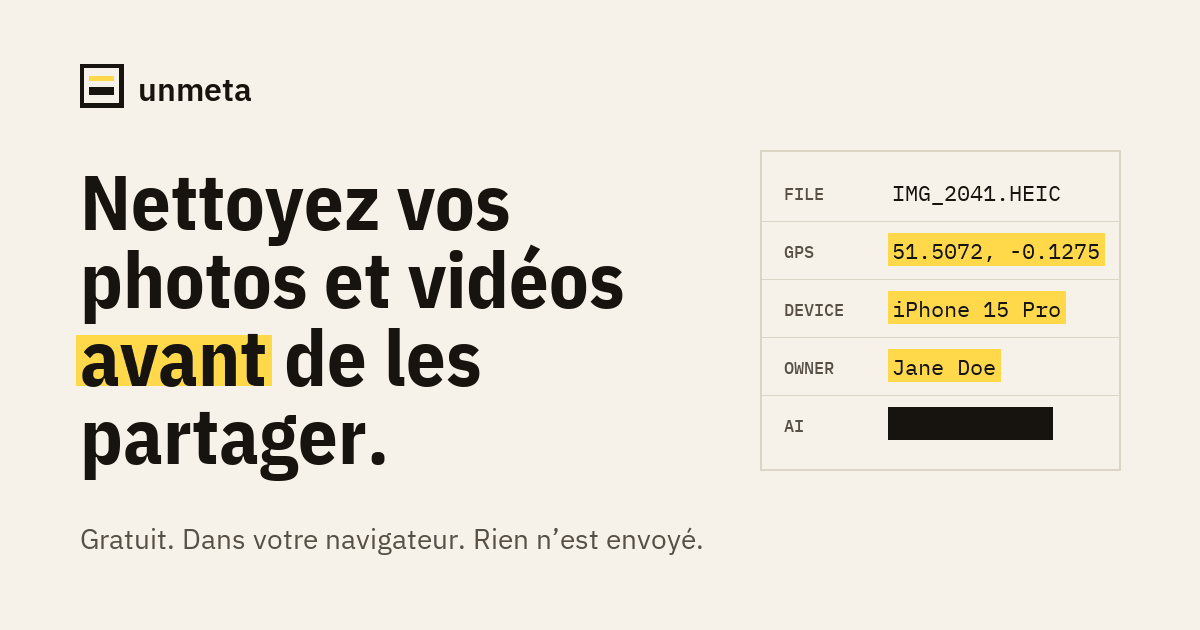 unmeta
Nettoyez vos
photos et vidéos
avant de les
partager.
Gratuit. Dans votre navigateur. Rien n’est envoyé.
FILE IMG_2041.HEIC
GPS 51.5072, -0.1275
DEVICE iPhone 15 Pro
OWNER Jane Doe
AI